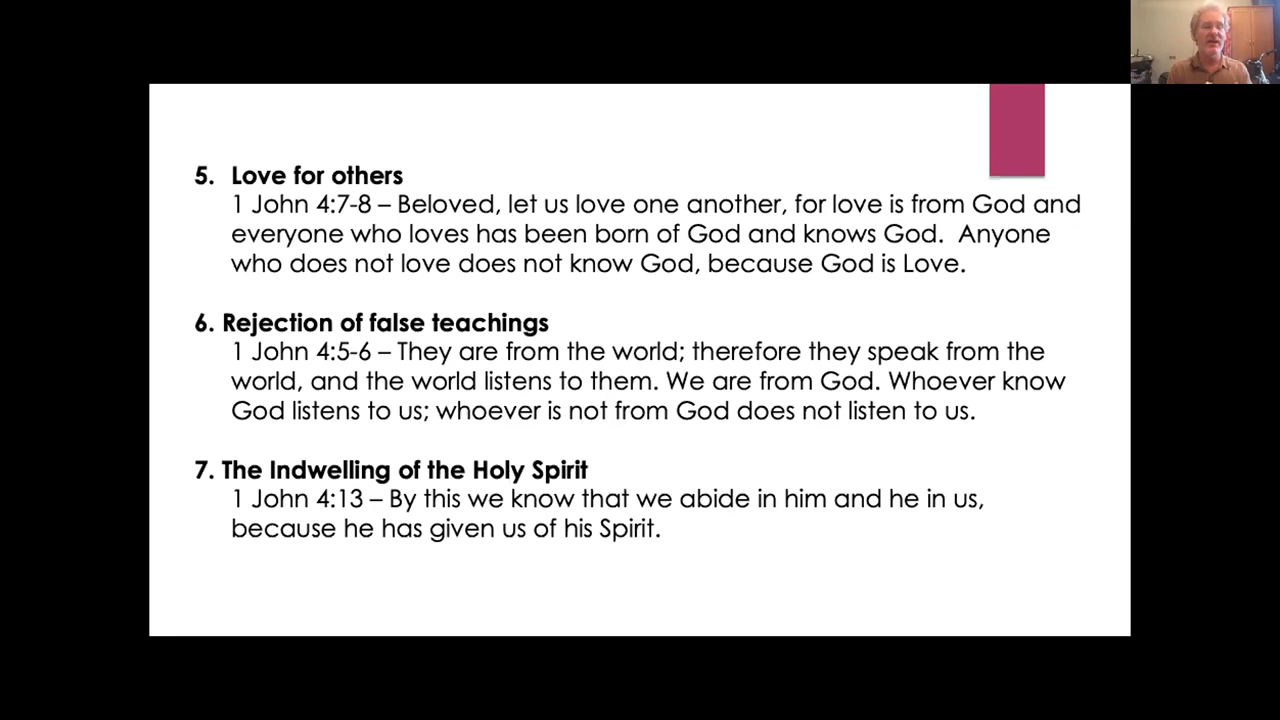 5. Love for others
1 John 4:7-8 – Beloved, let us love one another, for love is from God and
everyone who loves has been born of God and knows God.  Anyone
who does not love does not know God, because God is Love.
6. Rejection of false teachings
1 John 4:5-6 – They are from the world; therefore they speak from the
world, and the world listens to them. We are from God. Whoever know
God listens to us; whoever is not from God does not listen to us.
7. The Indwelling of the Holy Spirit
1 John 4:13 – By this we know that we abide in him and he in us,
because he has given us of his Spirit.